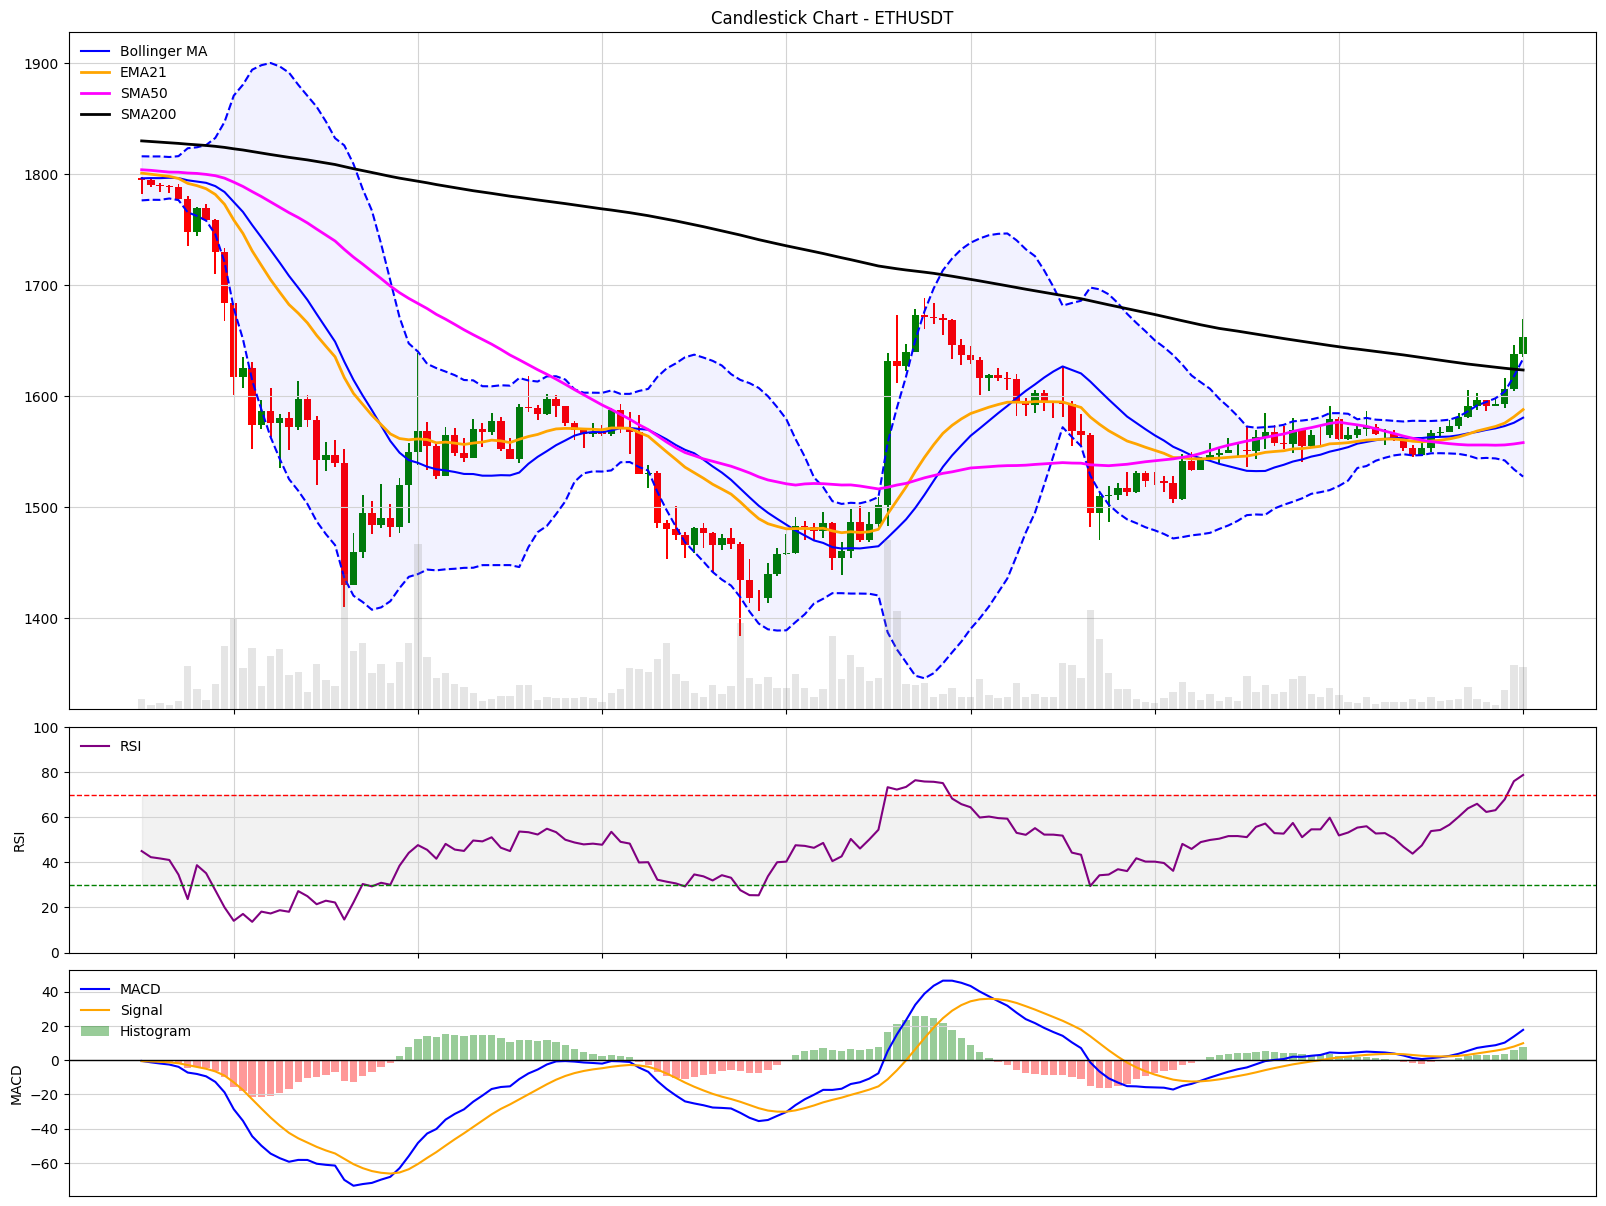 Candlestick Chart - ETHUSDT
Bollinger MA
EMA21
SMA50
SMA200
1900
1800
1700
1600
1500
1400
RSI
100
80
60
40
20
0
RSI
MACD
Signal
Histogram
40
20
0
−20
−40
−60
MACD